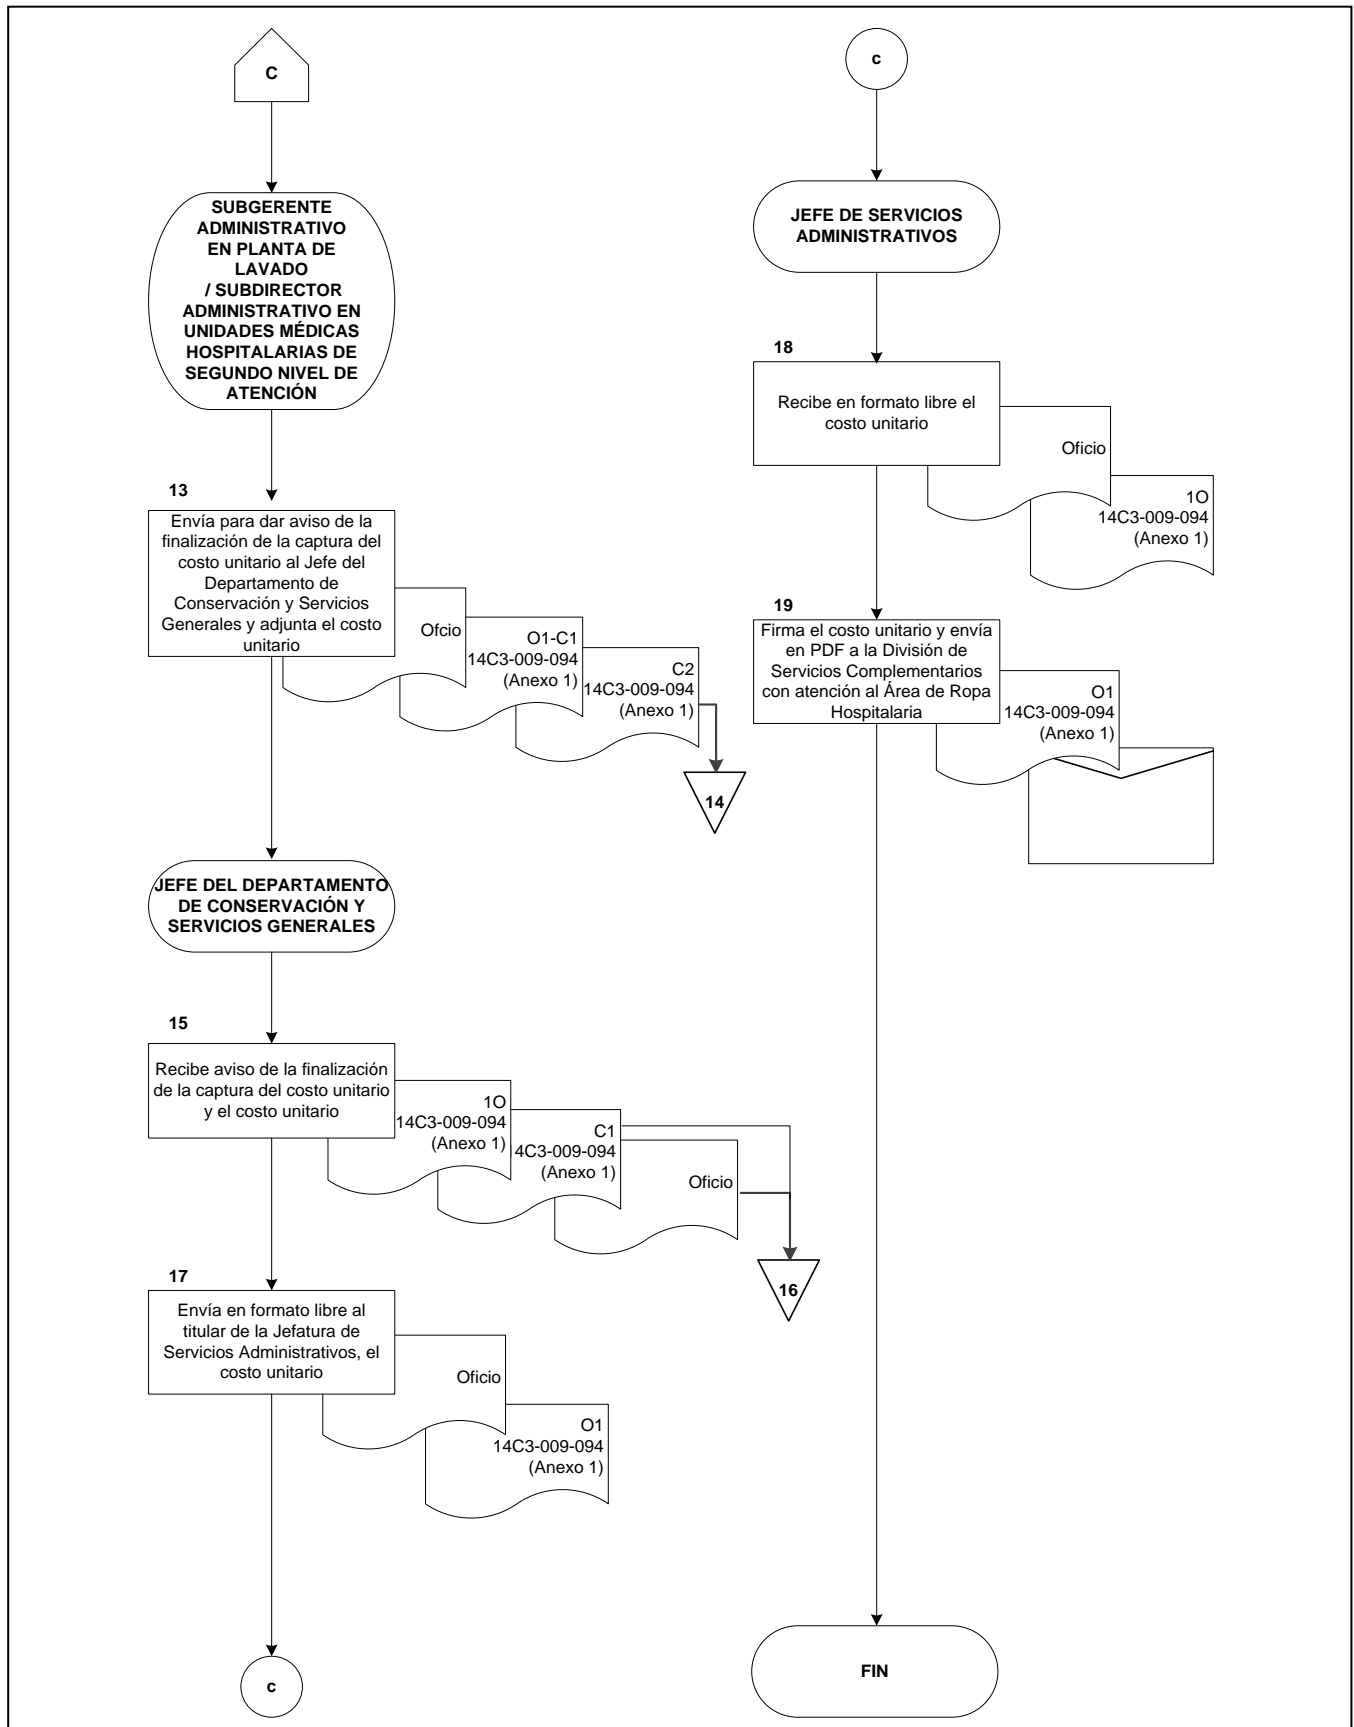 C
SUBGERENTE
ADMINISTRATIVO
EN PLANTA DE
LAVADO
/ SUBDIRECTOR
ADMINISTRATIVO EN
UNIDADES MÉDICAS
HOSPITALARIAS DE
SEGUNDO NIVEL DE
ATENCIÓN
13
Envía para dar aviso de la
finalización de la captura del
costo unitario al Jefe del
Departamento de
Conservación y Servicios
Generales y adjunta el costo
unitario
Ofcio
O1-C1
14C3-009-094
(Anexo 1)
C2
14C3-009-094
(Anexo 1)
14
JEFE DEL DEPARTAMENTO
DE CONSERVACIÓN Y
SERVICIOS GENERALES
15
Recibe aviso de la finalización
de la captura del costo unitario
y el costo unitario
1O
14C3-009-094
(Anexo 1)
C1
14C3-009-094
(Anexo 1)
Oficio
16
17
Envía en formato libre al
titular de la Jefatura de
Servicios Administrativos, el
costo unitario
Oficio
O1
14C3-009-094
(Anexo 1)
c
c
JEFE DE SERVICIOS
ADMINISTRATIVOS
18
Recibe en formato libre el
costo unitario
Oficio
1O
14C3-009-094
(Anexo 1)
19
Firma el costo unitario y envía
en PDF a la División de
Servicios Complementarios
con atención al Área de Ropa
Hospitalaria
O1
14C3-009-094
(Anexo 1)
FIN